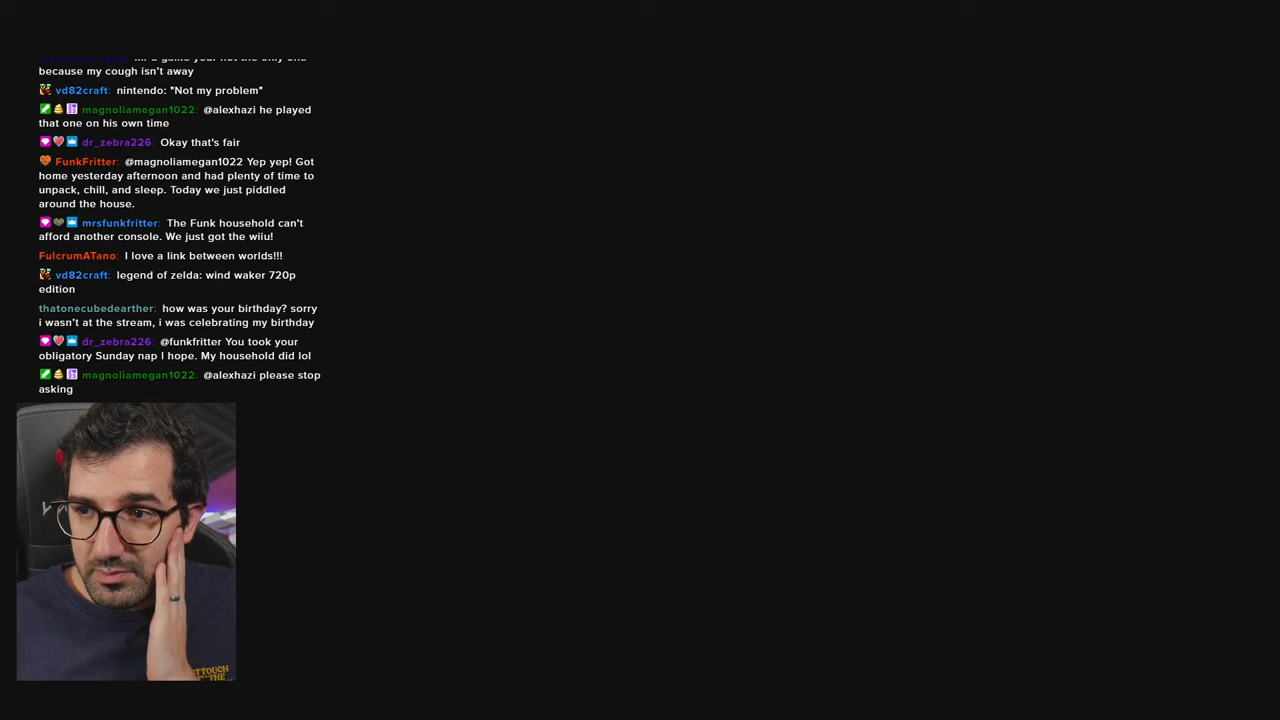 because my cough isn't away
vd82craft: nintendo: "Not my problem"
magnoliamegan1022: @alexhazi he played
that one on his own time
dr_zebra226: Okay that's fair
FunkFritter: @magnoliamegan1022 Yep yep! Got
home yesterday afternoon and had plenty of time to
unpack, chill, and sleep. Today we just piddled
around the house.
mrsfunkfritter: The Funk household can't
afford another console. We just got the wiiu!
FulcrumATano: I love a link between worlds!!!
vd82craft: legend of zelda: wind waker 720p
edition
thatonecubedearther: how was your birthday? sorry
i wasn't at the stream, i was celebrating my birthday
dr_zebra226: @funkfritter You took your
obligatory Sunday nap I hope. My household did lol
magnoliamegan1022: @alexhazi please stop
asking